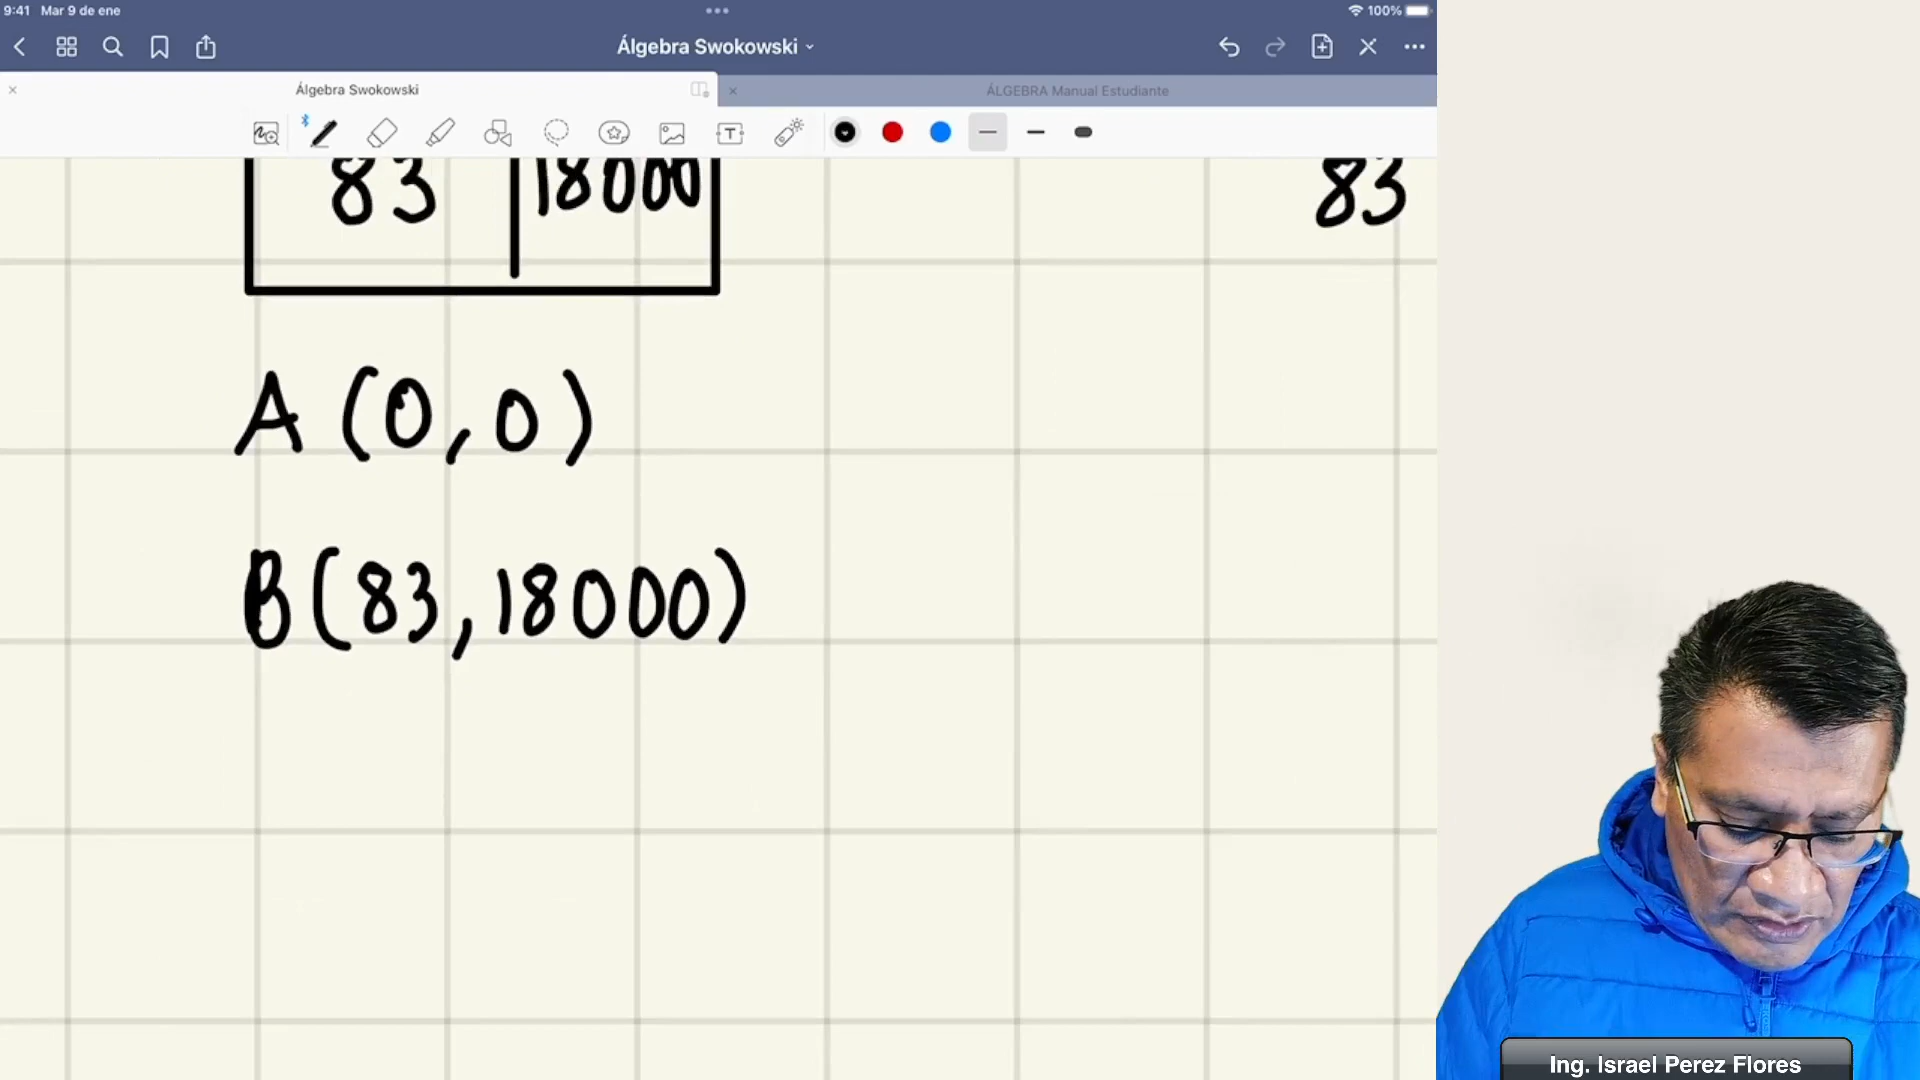 9:41 Mar 9 de ene 100%
Álgebra Swokowski
Álgebra Swokowski
ÁLGEBRA Manual Estudiante
T
83 18000 83
A (0,0)
B (83,18000)
Ing. Israel Perez Flores